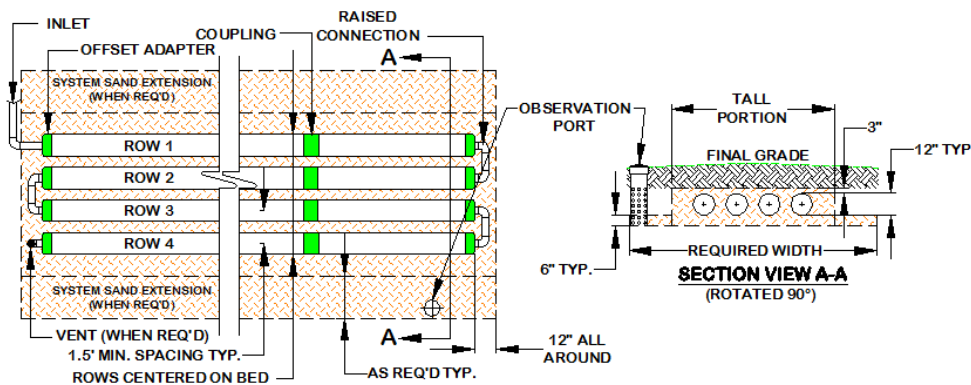 INLET
OFFSET ADAPTER
COUPLING
RAISED
CONNECTION
A
SYSTEM SAND EXTENSION
(WHEN REQ'D)
OBSERVATION
PORT
ROW 1
ROW 2
ROW 3
ROW 4
SYSTEM SAND EXTENSION
(WHEN REQ'D)
VENT (WHEN REQ'D)
1.5' MIN. SPACING TYP.
ROWS CENTERED ON BED
A
AS REQ'D TYP.
12" ALL
AROUND
TALL
PORTION
3"
12" TYP
FINAL GRADE
REQUIRED WIDTH
6" TYP.
SECTION VIEW A-A
(ROTATED 90°)